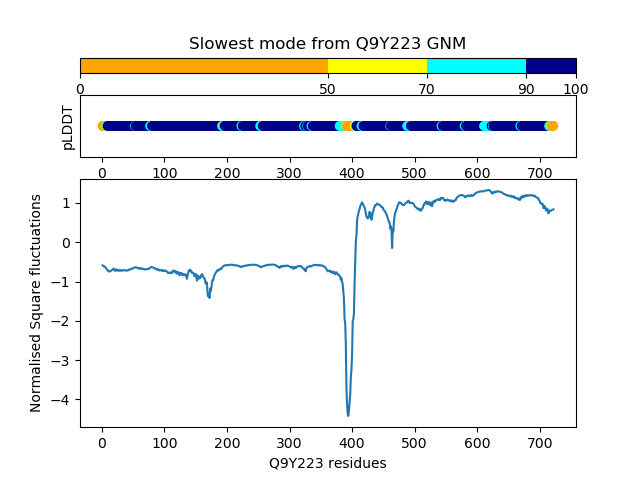 Slowest mode from Q9Y223 GNM
0 50 70 90 100
pLDDT
0 100 200 300 400 500 600 700
Normalised Square fluctuations
1
0
−1
−2
−3
−4
0 100 200 300 400 500 600 700
Q9Y223 residues